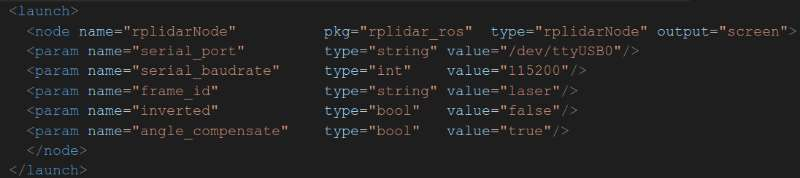 <launch>
  <node name="rplidarNode"          pkg="rplidar_ros"  type="rplidarNode" output="screen">
  <param name="serial_port"         type="string" value="/dev/ttyUSB0"/>
  <param name="serial_baudrate"     type="int"    value="115200"/>
  <param name="frame_id"            type="string" value="laser"/>
  <param name="inverted"            type="bool"   value="false"/>
  <param name="angle_compensate"    type="bool"   value="true"/>
  </node>
</launch>